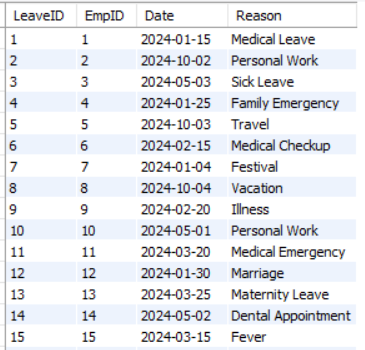 LeaveID EmpID Date Reason
1 1 2024-01-15 Medical Leave
2 2 2024-10-02 Personal Work
3 3 2024-05-03 Sick Leave
4 4 2024-01-25 Family Emergency
5 5 2024-10-03 Travel
6 6 2024-02-15 Medical Checkup
7 7 2024-01-04 Festival
8 8 2024-10-04 Vacation
9 9 2024-02-20 Illness
10 10 2024-05-01 Personal Work
11 11 2024-03-20 Medical Emergency
12 12 2024-01-30 Marriage
13 13 2024-03-25 Maternity Leave
14 14 2024-05-02 Dental Appointment
15 15 2024-03-15 Fever